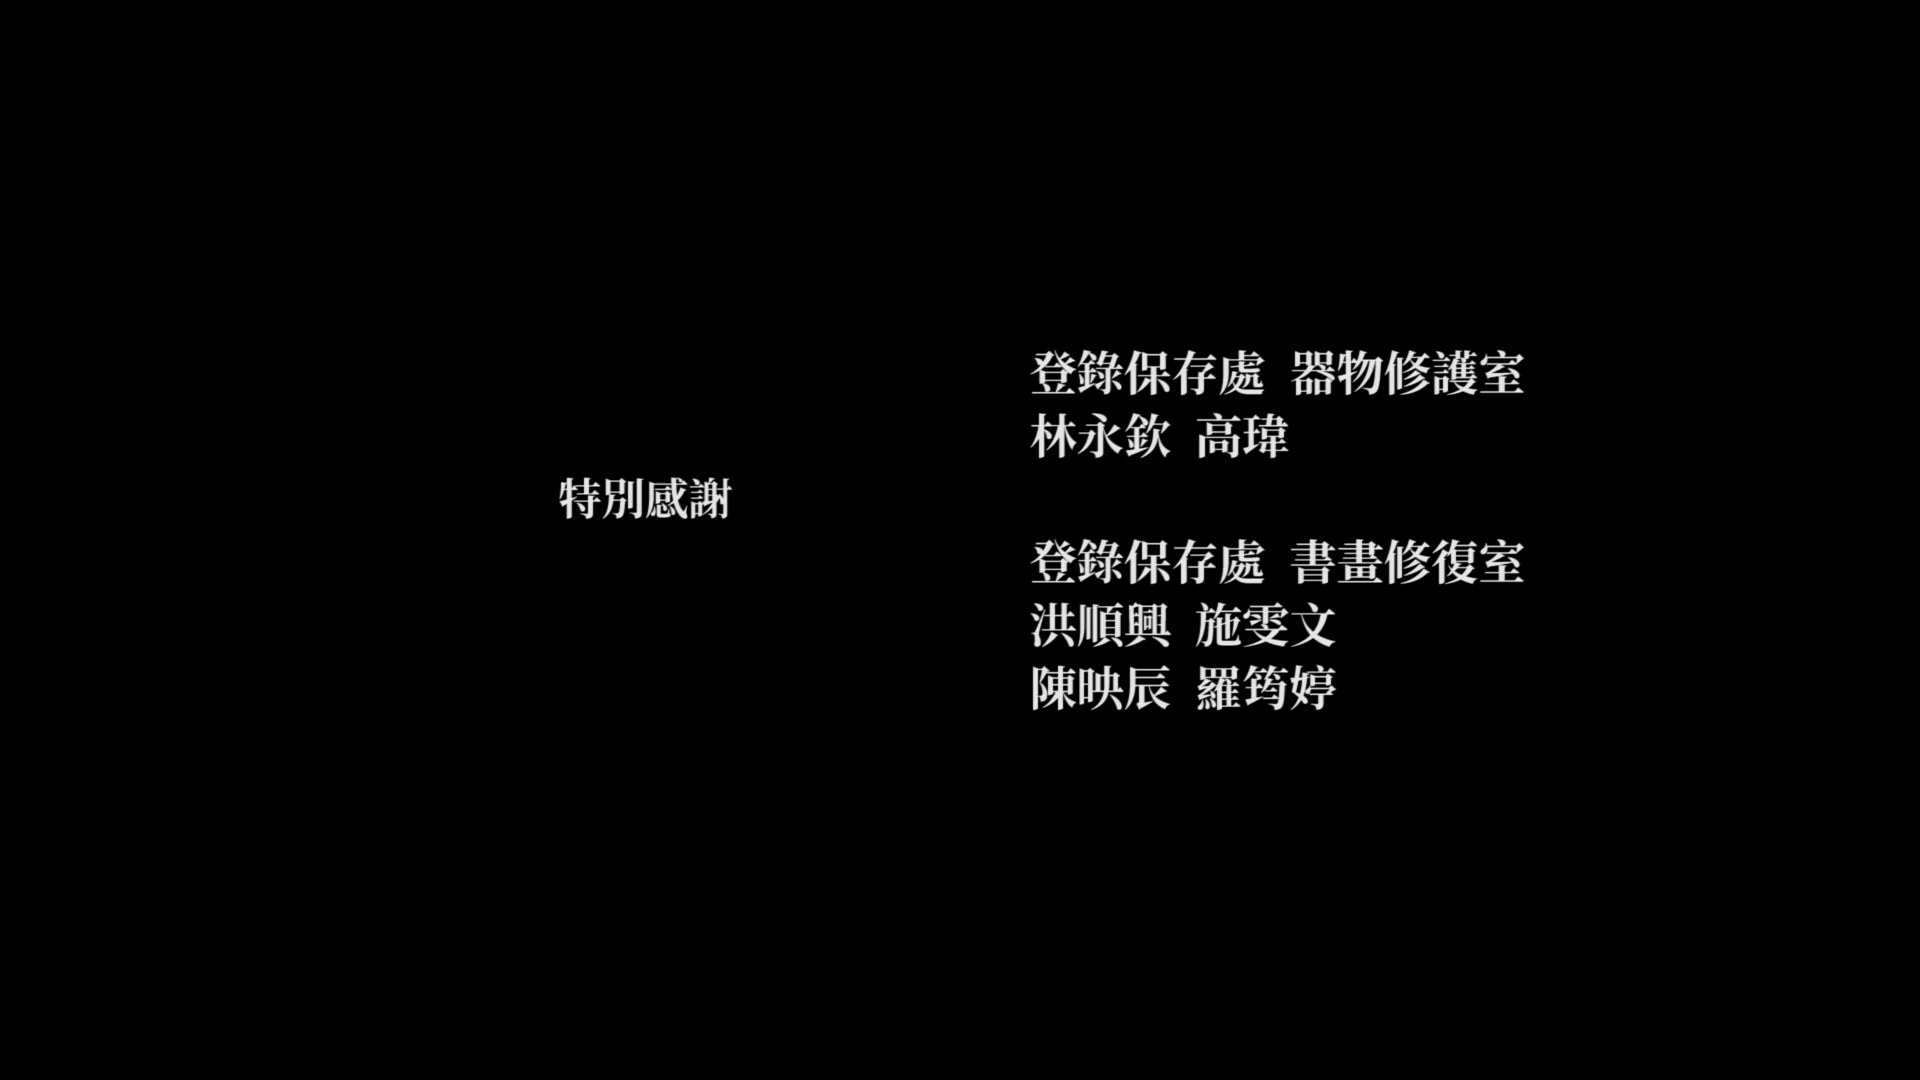 特別感謝
登錄保存處 器物修護室
林永欽 高瑋
登錄保存處 書畫修復室
洪順興 施雯文
陳映辰 羅筠婷